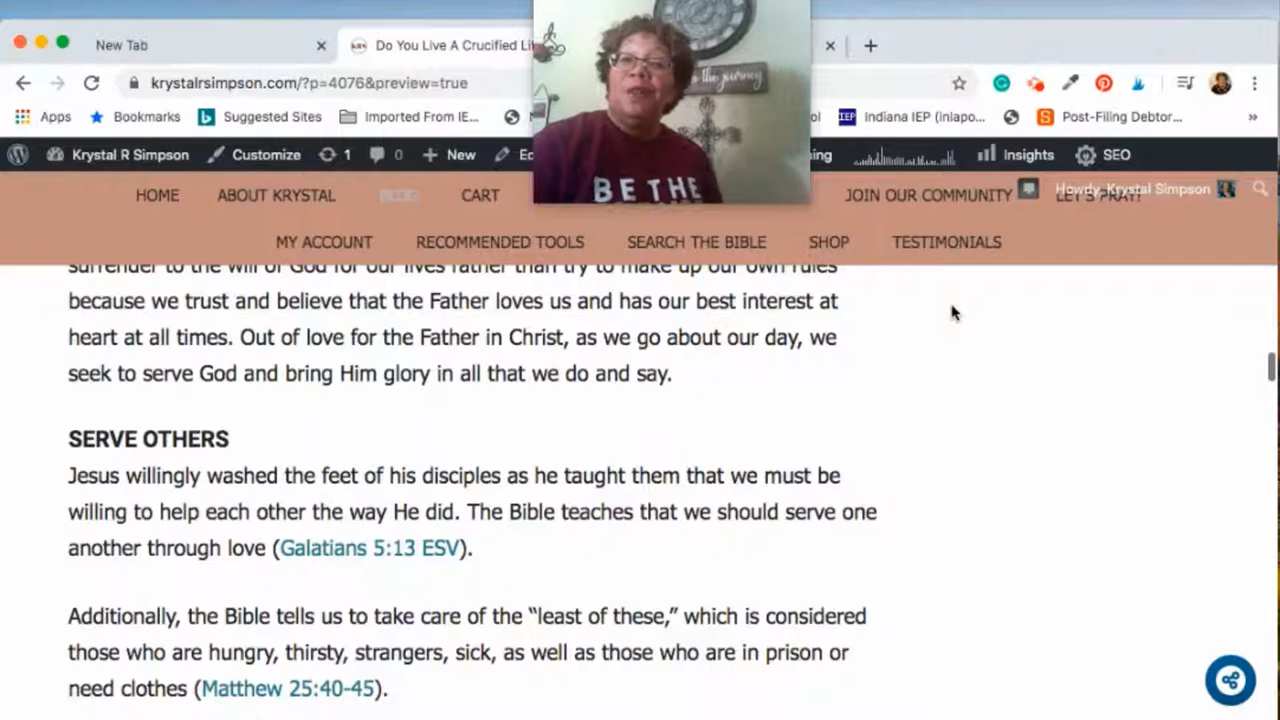 New Tab
Do You Live A Crucified Li
krystalrsimpson.com/?p=4076&preview=true
Apps Bookmarks Suggested Sites Imported From IE... Indiana IEP (inlapo... Post-Filing Debtor...
Krystal R Simpson Customize 1 0 New Insights SEO
the journey
BE THE
HOME ABOUT KRYSTAL BLOG CART JOIN OUR COMMUNITY LET'S PRAY!
Howdy, Krystal Simpson
MY ACCOUNT RECOMMENDED TOOLS SEARCH THE BIBLE SHOP TESTIMONIALS
surrender to the will of God for our lives rather than try to make up our own rules
because we trust and believe that the Father loves us and has our best interest at
heart at all times. Out of love for the Father in Christ, as we go about our day, we
seek to serve God and bring Him glory in all that we do and say.
SERVE OTHERS
Jesus willingly washed the feet of his disciples as he taught them that we must be
willing to help each other the way He did. The Bible teaches that we should serve one
another through love (Galatians 5:13 ESV).
Additionally, the Bible tells us to take care of the “least of these,” which is considered
those who are hungry, thirsty, strangers, sick, as well as those who are in prison or
need clothes (Matthew 25:40-45).